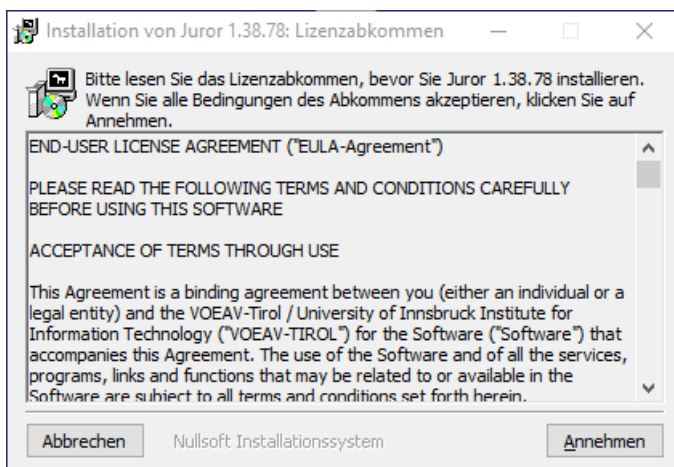 Installation von Juror 1.38.78: Lizenzabkommen
Bitte lesen Sie das Lizenzabkommen, bevor Sie Juror 1.38.78 installieren.
Wenn Sie alle Bedingungen des Abkommens akzeptieren, klicken Sie auf
Annehmen.
END-USER LICENSE AGREEMENT ("EULA-Agreement")
PLEASE READ THE FOLLOWING TERMS AND CONDITIONS CAREFULLY
BEFORE USING THIS SOFTWARE
ACCEPTANCE OF TERMS THROUGH USE
This Agreement is a binding agreement between you (either an individual or a
legal entity) and the VOEAV-Tirol / University of Innsbruck Institute for
Information Technology ("VOEAV-TIROL") for the Software ("Software") that
accompanies this Agreement. The use of the Software and of all the services,
programs, links and functions that may be related to or available in the
Software are subject to all terms and conditions set forth herein.
Abbrechen
Nullsoft Installationssystem
Annehmen